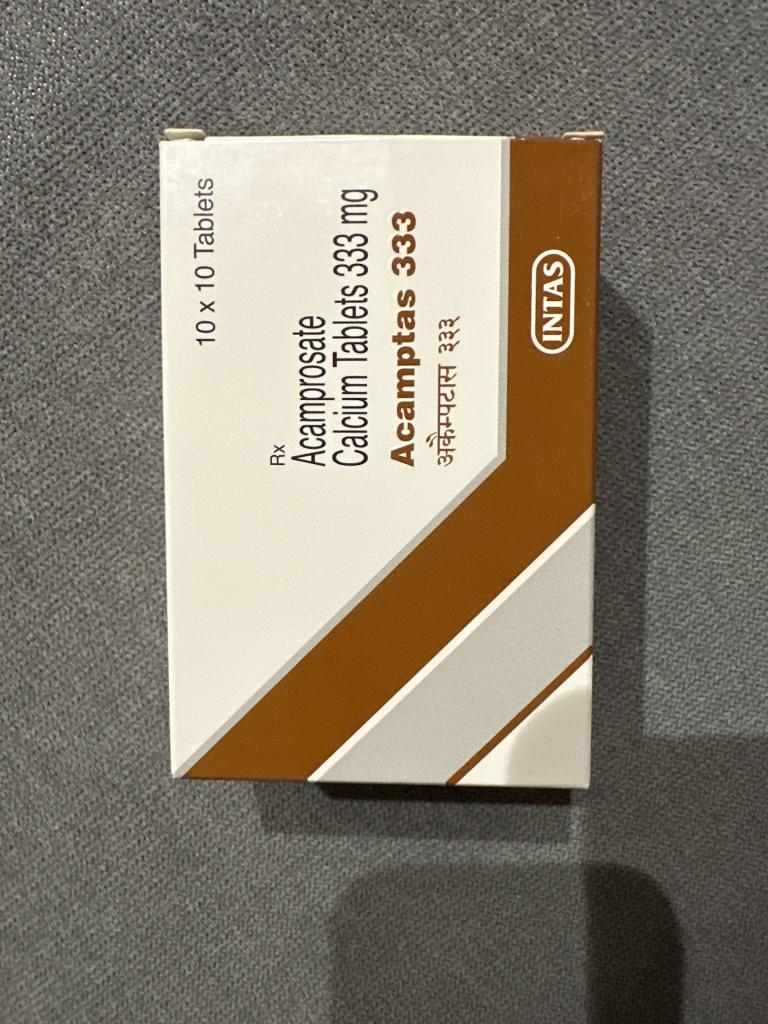 10 x 10 Tablets
Rx
Acamprosate
Calcium Tablets 333 mg
Acamptas 333
अकैम्पटास ३३३
INTAS